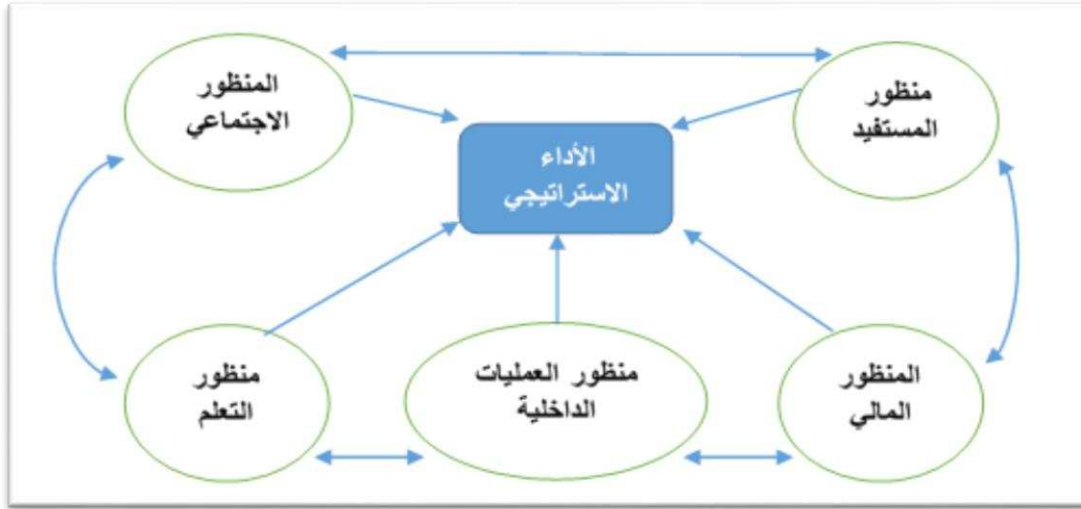 منظور
المستفيد
المنظور
الاجتماعي
الأداء
الاستراتيجي
المنظور
المالي
منظور العمليات
الداخلية
منظور
التعلم